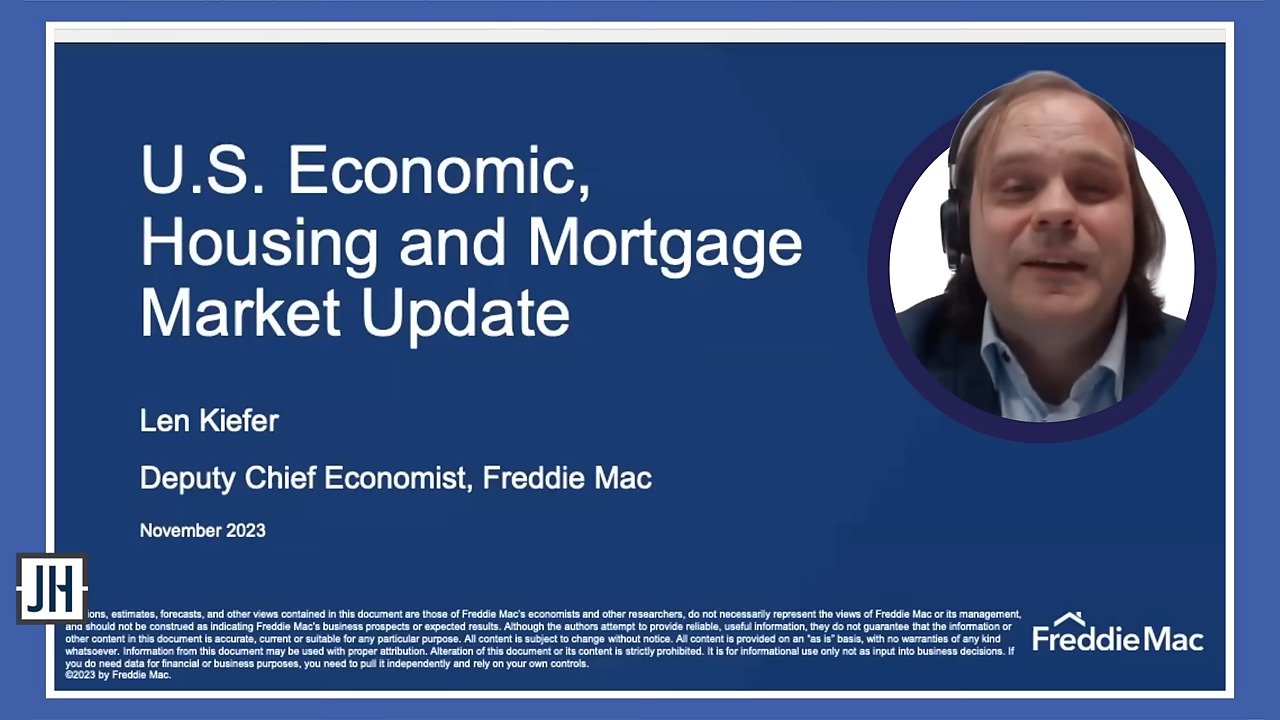 U.S. Economic,
Housing and Mortgage
Market Update
Len Kiefer
Deputy Chief Economist, Freddie Mac
November 2023
JH
estimates, forecasts, and other views contained in this document are those of Freddie Mac's economists and other researchers, do not necessarily represent the views of Freddie Mac or its management,
and should not be construed as indicating Freddie Mac's business prospects or expected results. Although the authors attempt to provide reliable, useful information, they do not guarantee that the information or
other content in this document is accurate, current or suitable for any particular purpose. All content is subject to change without notice. All content is provided on an "as is" basis, with no warranties of any kind
whatsoever. Information from this document may be used with proper attribution. Alteration of this document or its content is strictly prohibited. It is for informational use only not as input into business decisions. If
you do need data for financial or business purposes, you need to pull it independently and rely on your own controls.
©2023 by Freddie Mac.
Freddie Mac